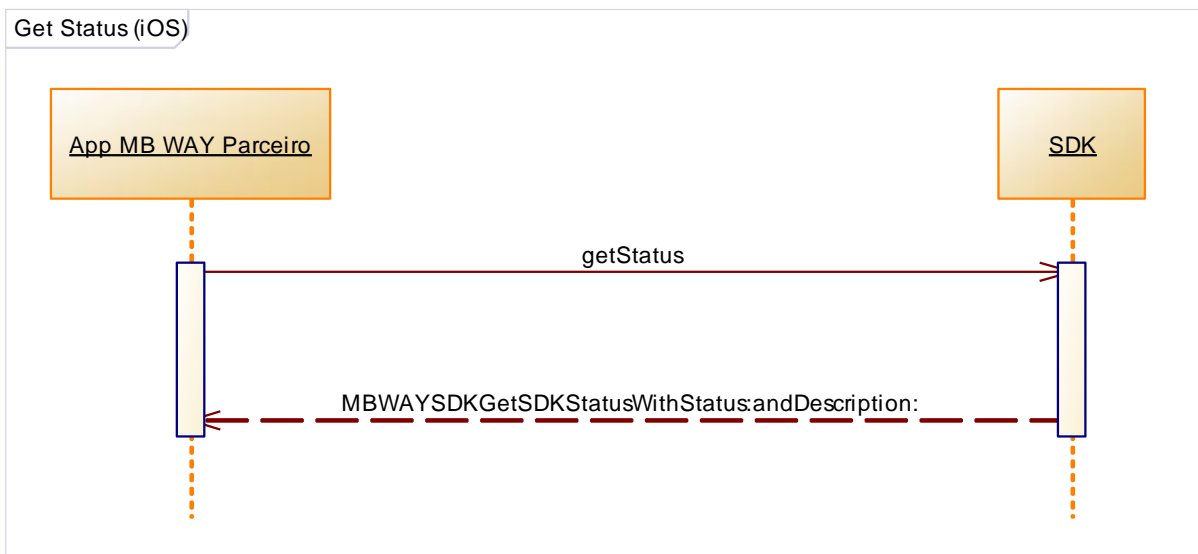 Get Status (iOS)
App MB WAY Parceiro
SDK
getStatus
MBWAYSDKGetSDKStatusWithStatus:andDescription: